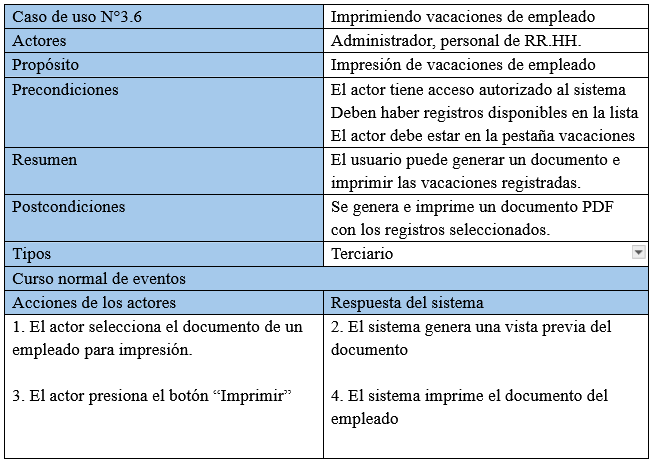 Caso de uso N°3.6 Imprimiendo vacaciones de empleado
Actores Administrador, personal de RR.HH.
Propósito Impresión de vacaciones de empleado
Precondiciones El actor tiene acceso autorizado al sistema
Deben haber registros disponibles en la lista
El actor debe estar en la pestaña vacaciones
Resumen El usuario puede generar un documento e
imprimir las vacaciones registradas.
Postcondiciones Se genera e imprime un documento PDF
con los registros seleccionados.
Tipos Terciario
Curso normal de eventos
Acciones de los actores Respuesta del sistema
1. El actor selecciona el documento de un
empleado para impresión.
2. El sistema genera una vista previa del
documento
3. El actor presiona el botón “Imprimir”
4. El sistema imprime el documento del
empleado